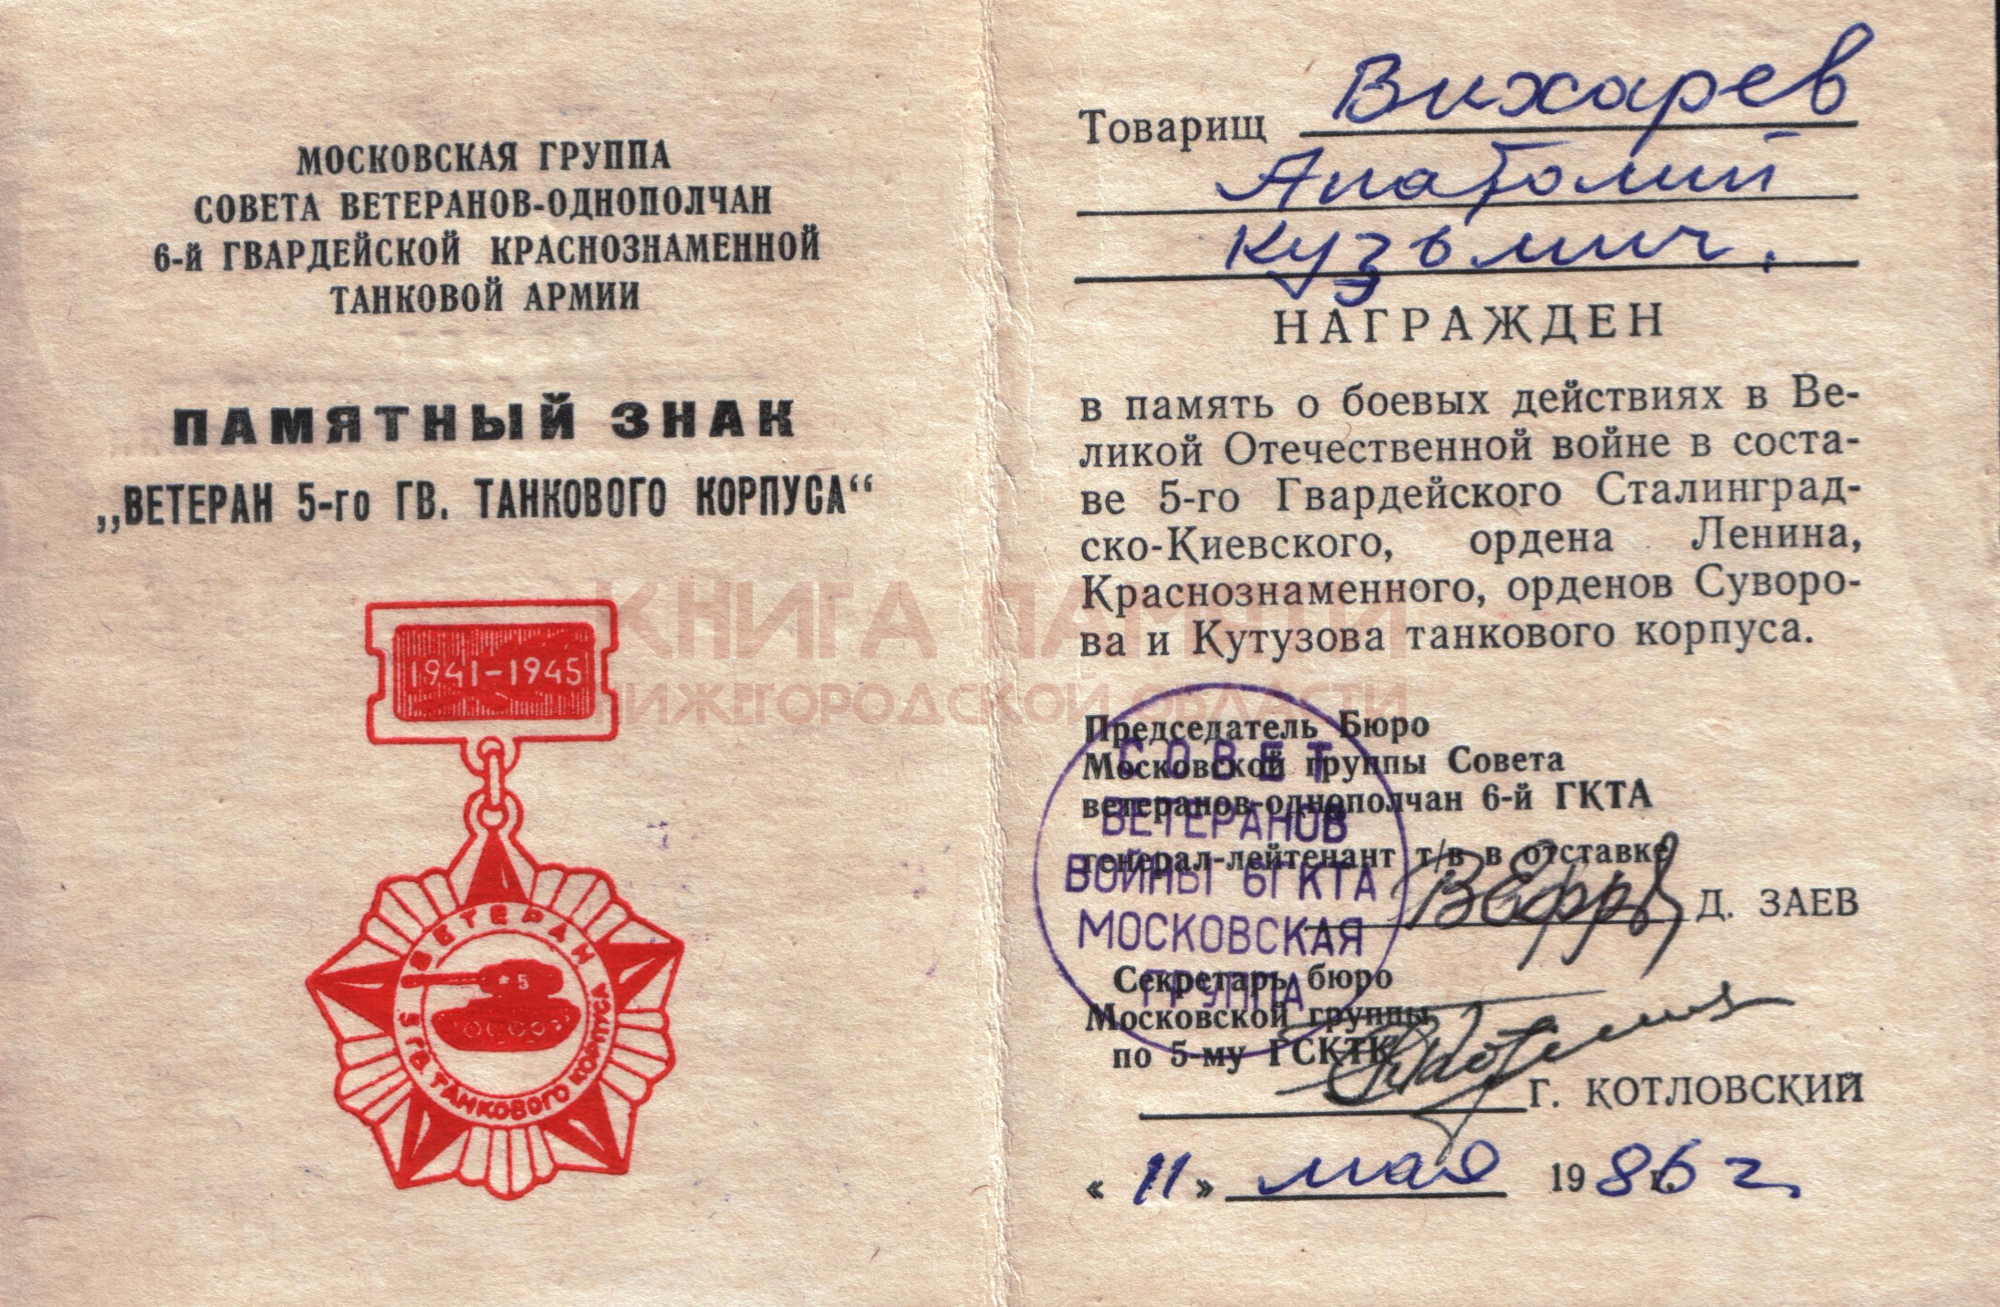 МОСКОВСКАЯ ГРУППА
СОВЕТА ВЕТЕРАНОВ-ОДНОПОЛЧАН
6-й ГВАРДЕЙСКОЙ КРАСНОЗНАМЕННОЙ
ТАНКОВОЙ АРМИИ
ПАМЯТНЫЙ ЗНАК
„ВЕТЕРАН 5-го ГВ. ТАНКОВОГО КОРПУСА“
1941-1945
ВЕТЕРАН
5
5 ГВ. ТАНКОВОГО КОРПУСА
Товарищ Вихарев
Анатолий
Кузьмич.
НАГРАЖДЕН
в память о боевых действиях в Ве-
ликой Отечественной войне в соста-
ве 5-го Гвардейского Сталинград-
ско-Киевского, ордена Ленина,
Краснознаменного, орденов Суворо-
ва и Кутузова танкового корпуса.
Председатель Бюро
Московской группы Совета
ветеранов-однополчан 6-й ГКТА
генерал-лейтенант т/в в отставке
Д. ЗАЕВ
Секретарь бюро
Московской группы
по 5-му ГСКТК
Г. КОТЛОВСКИЙ
« 11 » мая 1986 г.
СОВЕТ
ВЕТЕРАНОВ
ВОЙНЫ 6ГКТА
МОСКОВСКАЯ
ГРУППА
КНИГА ПАМЯТИ
НИЖЕГОРОДСКОЙ ОБЛАСТИ